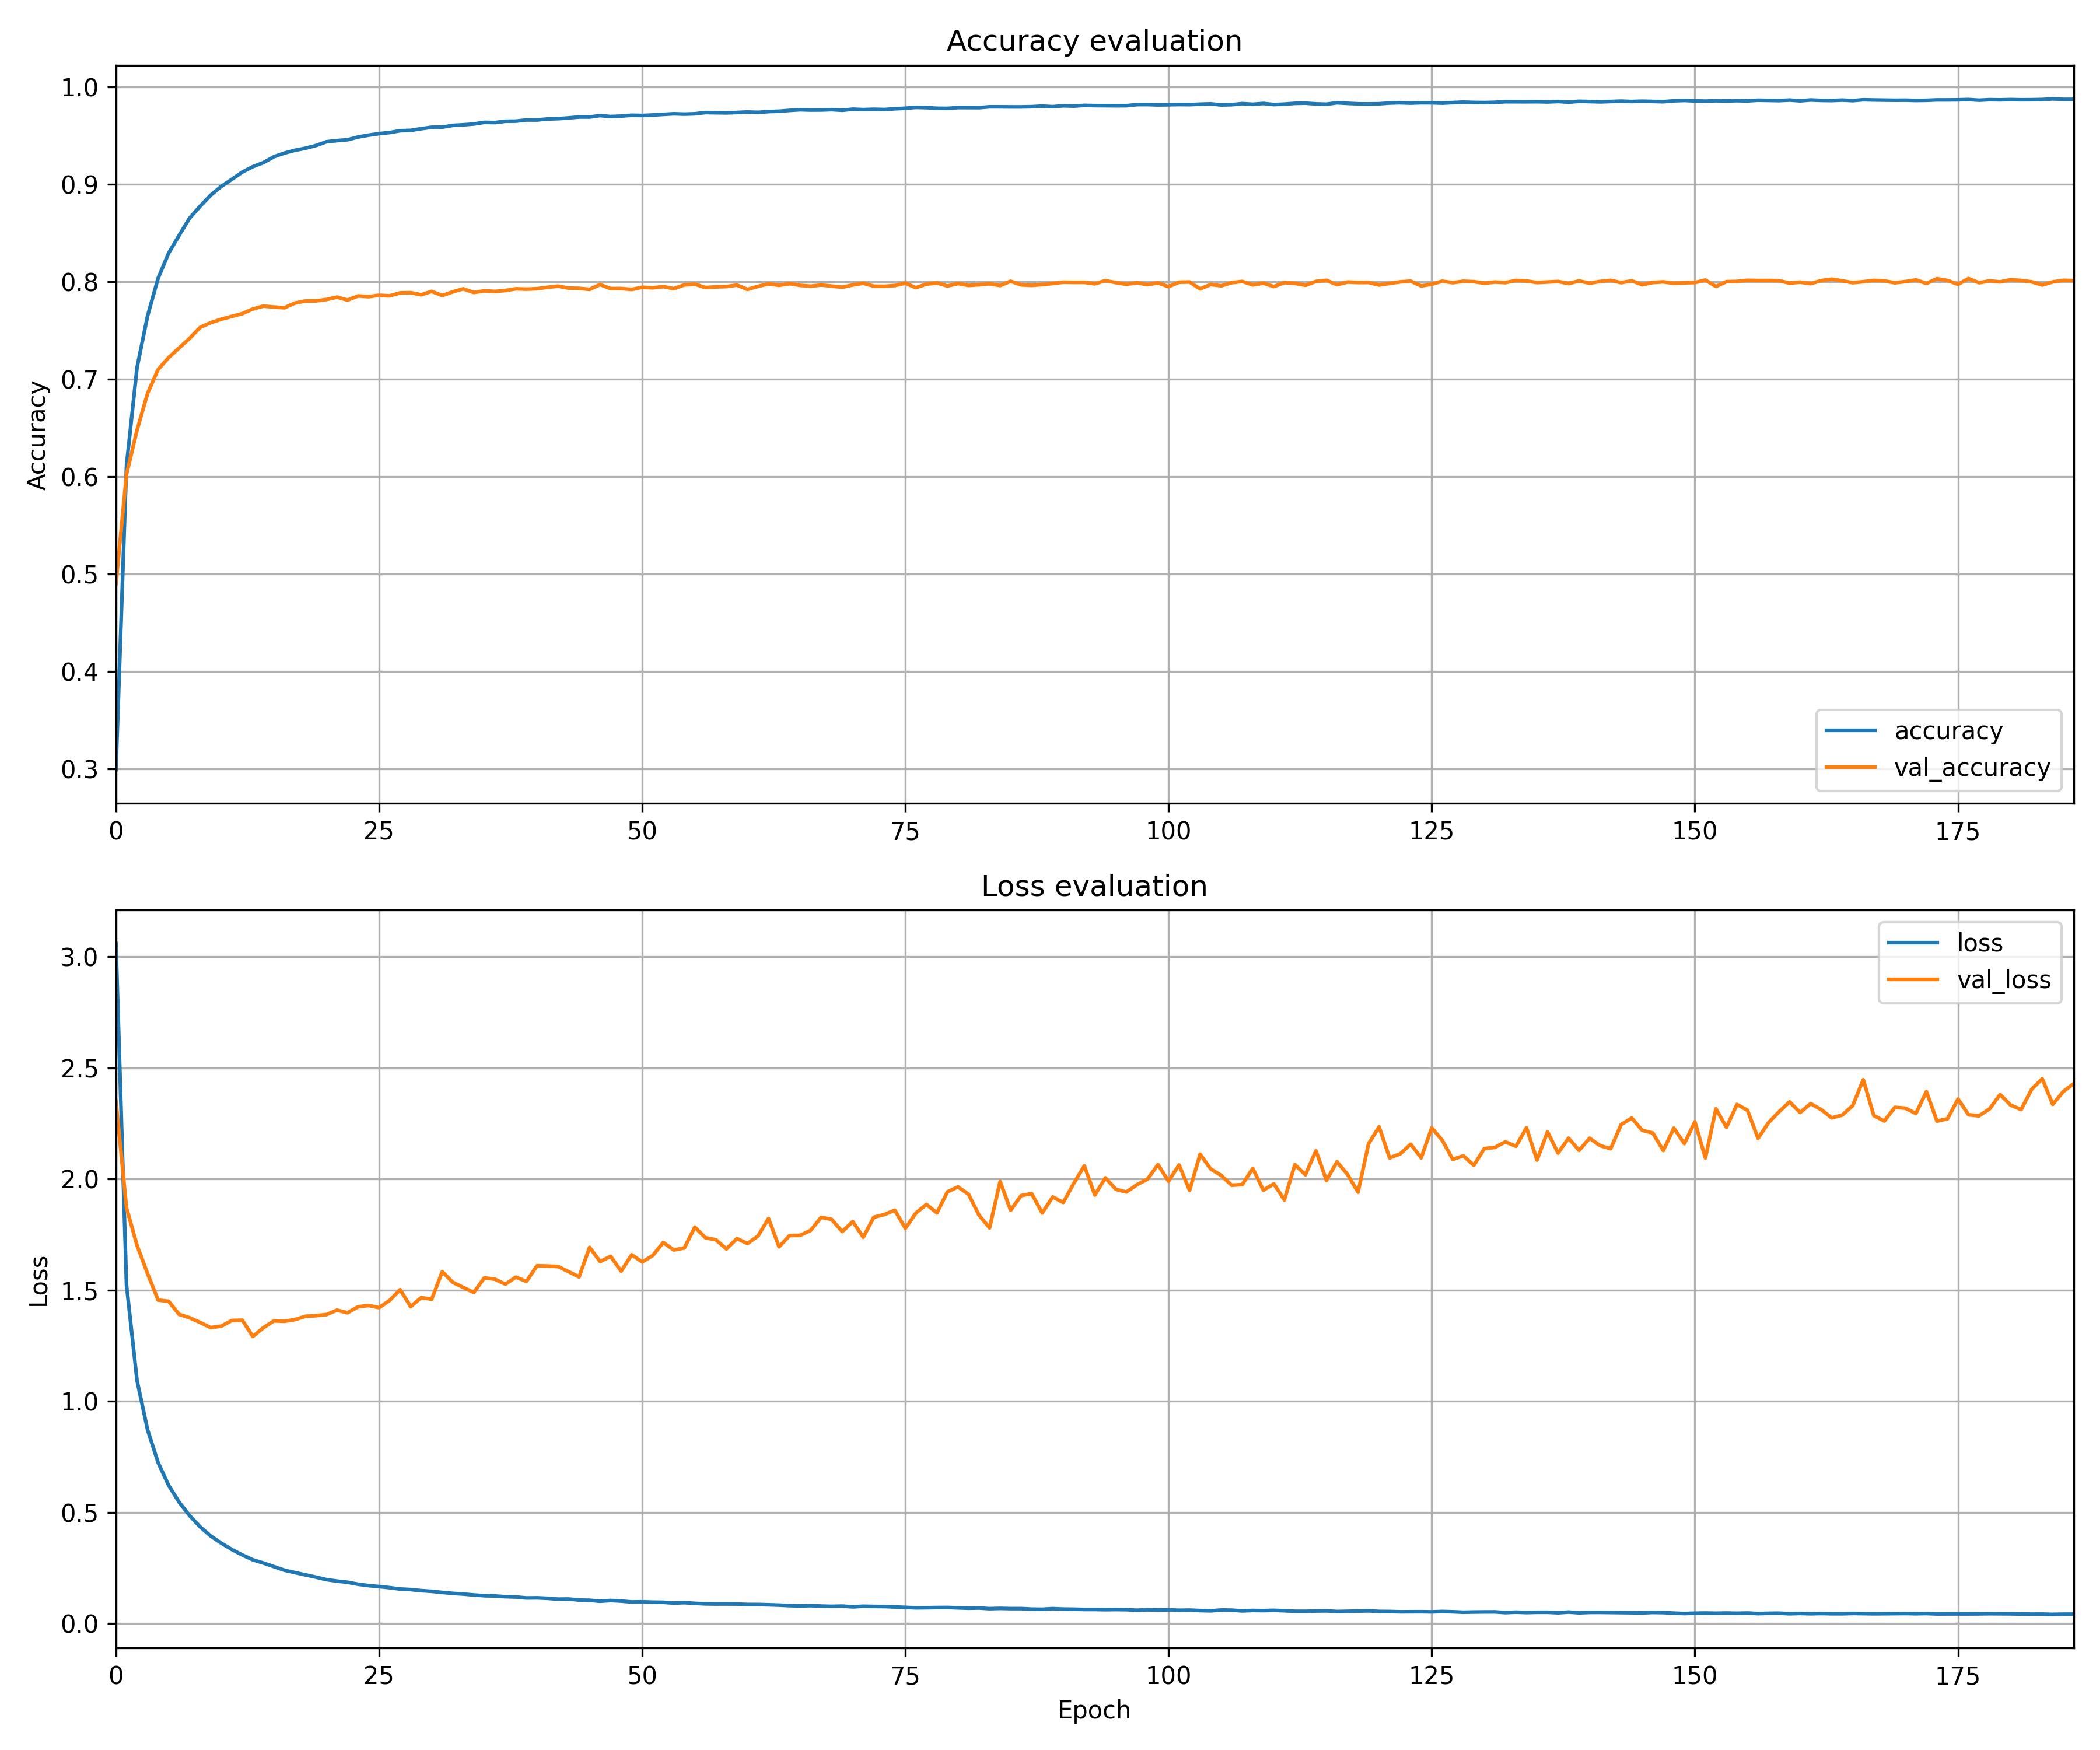 Accuracy evaluation
1.0
0.9
0.8
0.7
0.6
0.5
0.4
0.3
Accuracy
accuracy
val_accuracy
0 25 50 75 100 125 150 175
Loss evaluation
3.0
2.5
2.0
1.5
1.0
0.5
0.0
Loss
loss
val_loss
0 25 50 75 100 125 150 175
Epoch